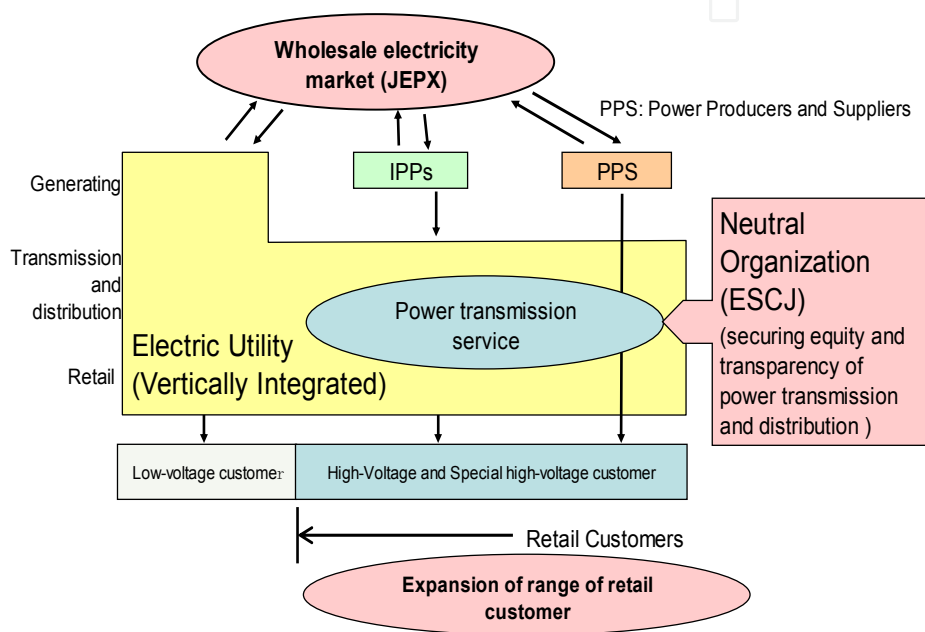 Wholesale electricity
market (JEPX)
PPS: Power Producers and Suppliers
IPPs
PPS
Generating
Transmission
and
distribution
Retail
Power transmission
service
Electric Utility
(Vertically Integrated)
Neutral
Organization
(ESCJ)
(securing equity and
transparency of
power transmission
and distribution )
Low-voltage customer
High-Voltage and Special high-voltage customer
Retail Customers
Expansion of range of retail
customer